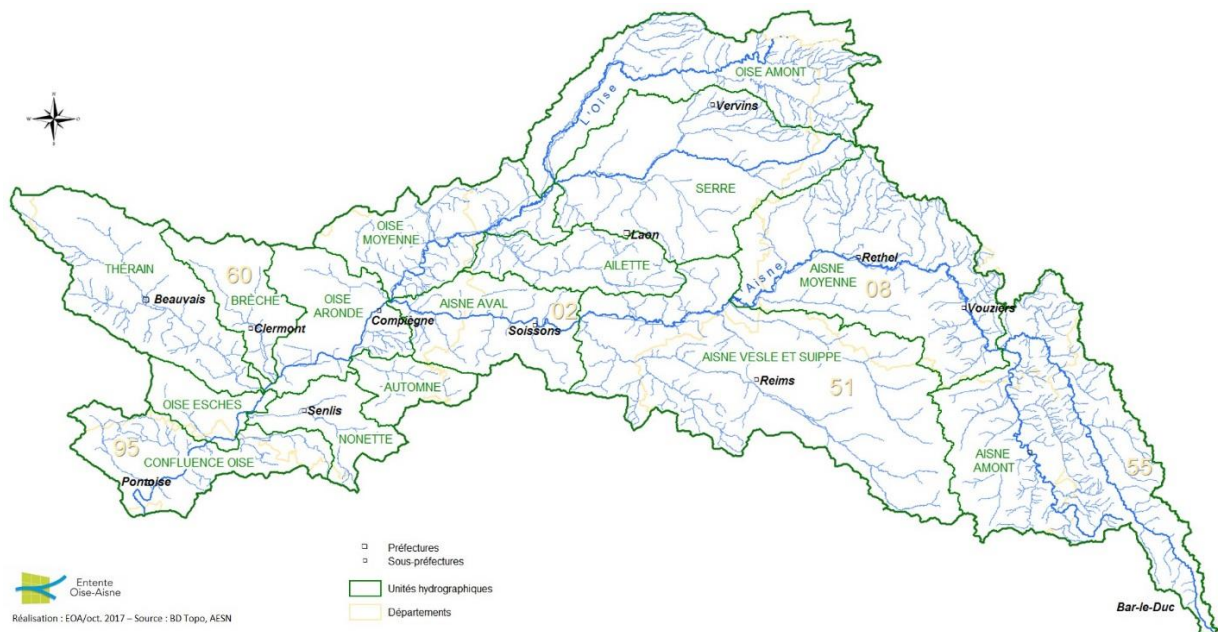 OISE AMONT
L'Oise
Vervins
N
W
S
SERRE
OISE
MOYENNE
Laon
AILETTE
Rethel
THÉRAIN
60
BRÈCHE
Beauvais
Clermont
OISE
ARONDE
Compiègne
AISNE AVAL
02
Soissons
L'Aisne
AISNE
MOYENNE
08
Vouziers
AISNE VESLE ET SUIPPE
Reims
51
AUTOMNE
OISE ESCHES
Senlis
NONETTE
95
CONFLUENCE OISE
Pontoise
AISNE
AMONT
55
Bar-le-Duc
Préfectures
Sous-préfectures
Unités hydrographiques
Départements
Entente
Oise-Aisne
Réalisation : EOA/oct. 2017 – Source : BD Topo, AESN